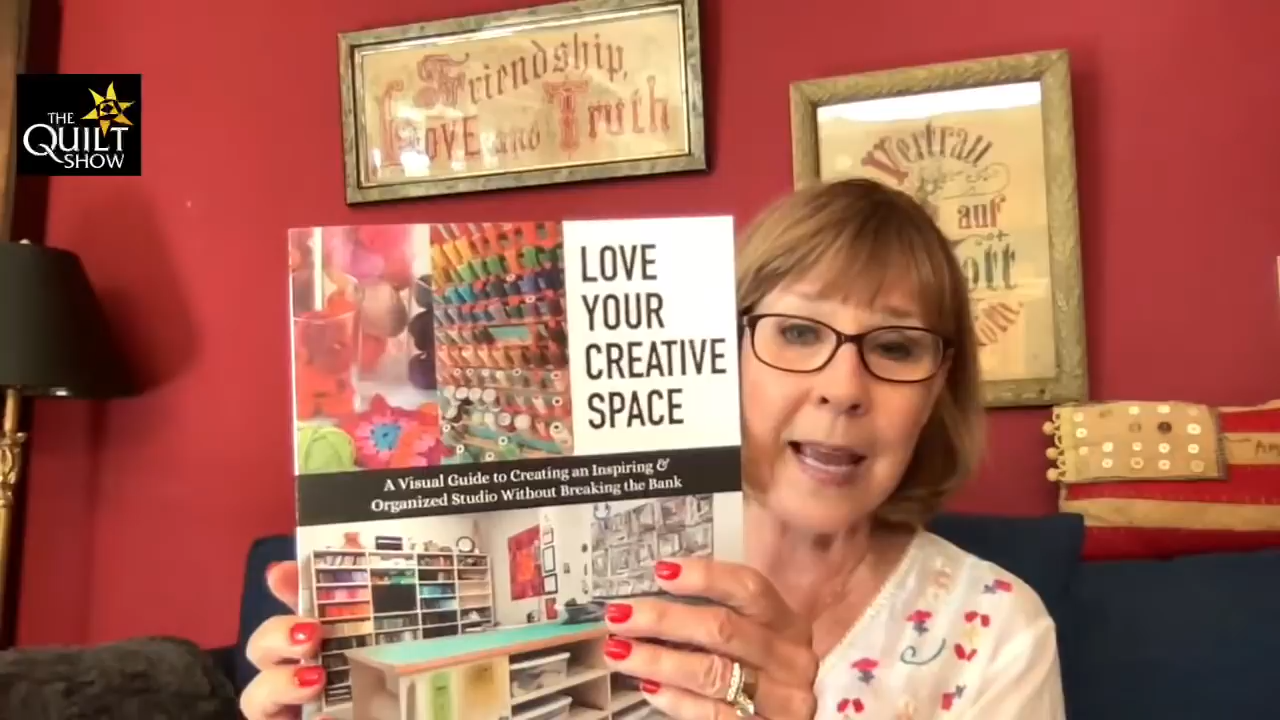 THE
QUILT
SHOW
Friendship,
Love and Truth
Vertrau
auf
Gott
LOVE
YOUR
CREATIVE
SPACE
A Visual Guide to Creating an Inspiring &
Organized Studio Without Breaking the Bank